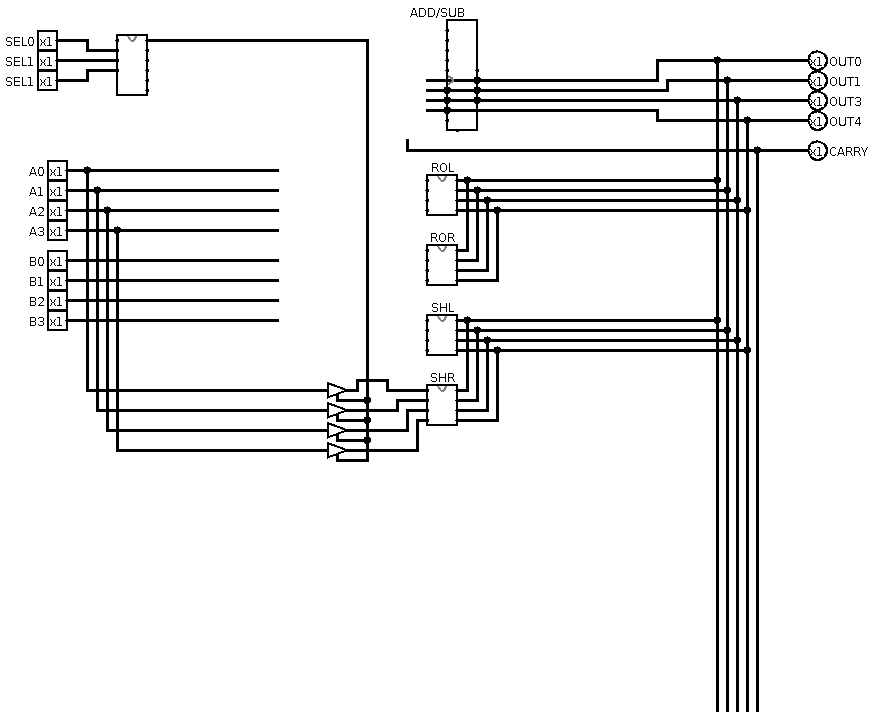 ADD/SUB
SEL0 x1
SEL1 x1
SEL1 x1
x1 OUT0
x1 OUT1
x1 OUT3
x1 OUT4
x1 CARRY
A0 x1
A1 x1
A2 x1
A3 x1
B0 x1
B1 x1
B2 x1
B3 x1
ROL
ROR
SHL
SHR